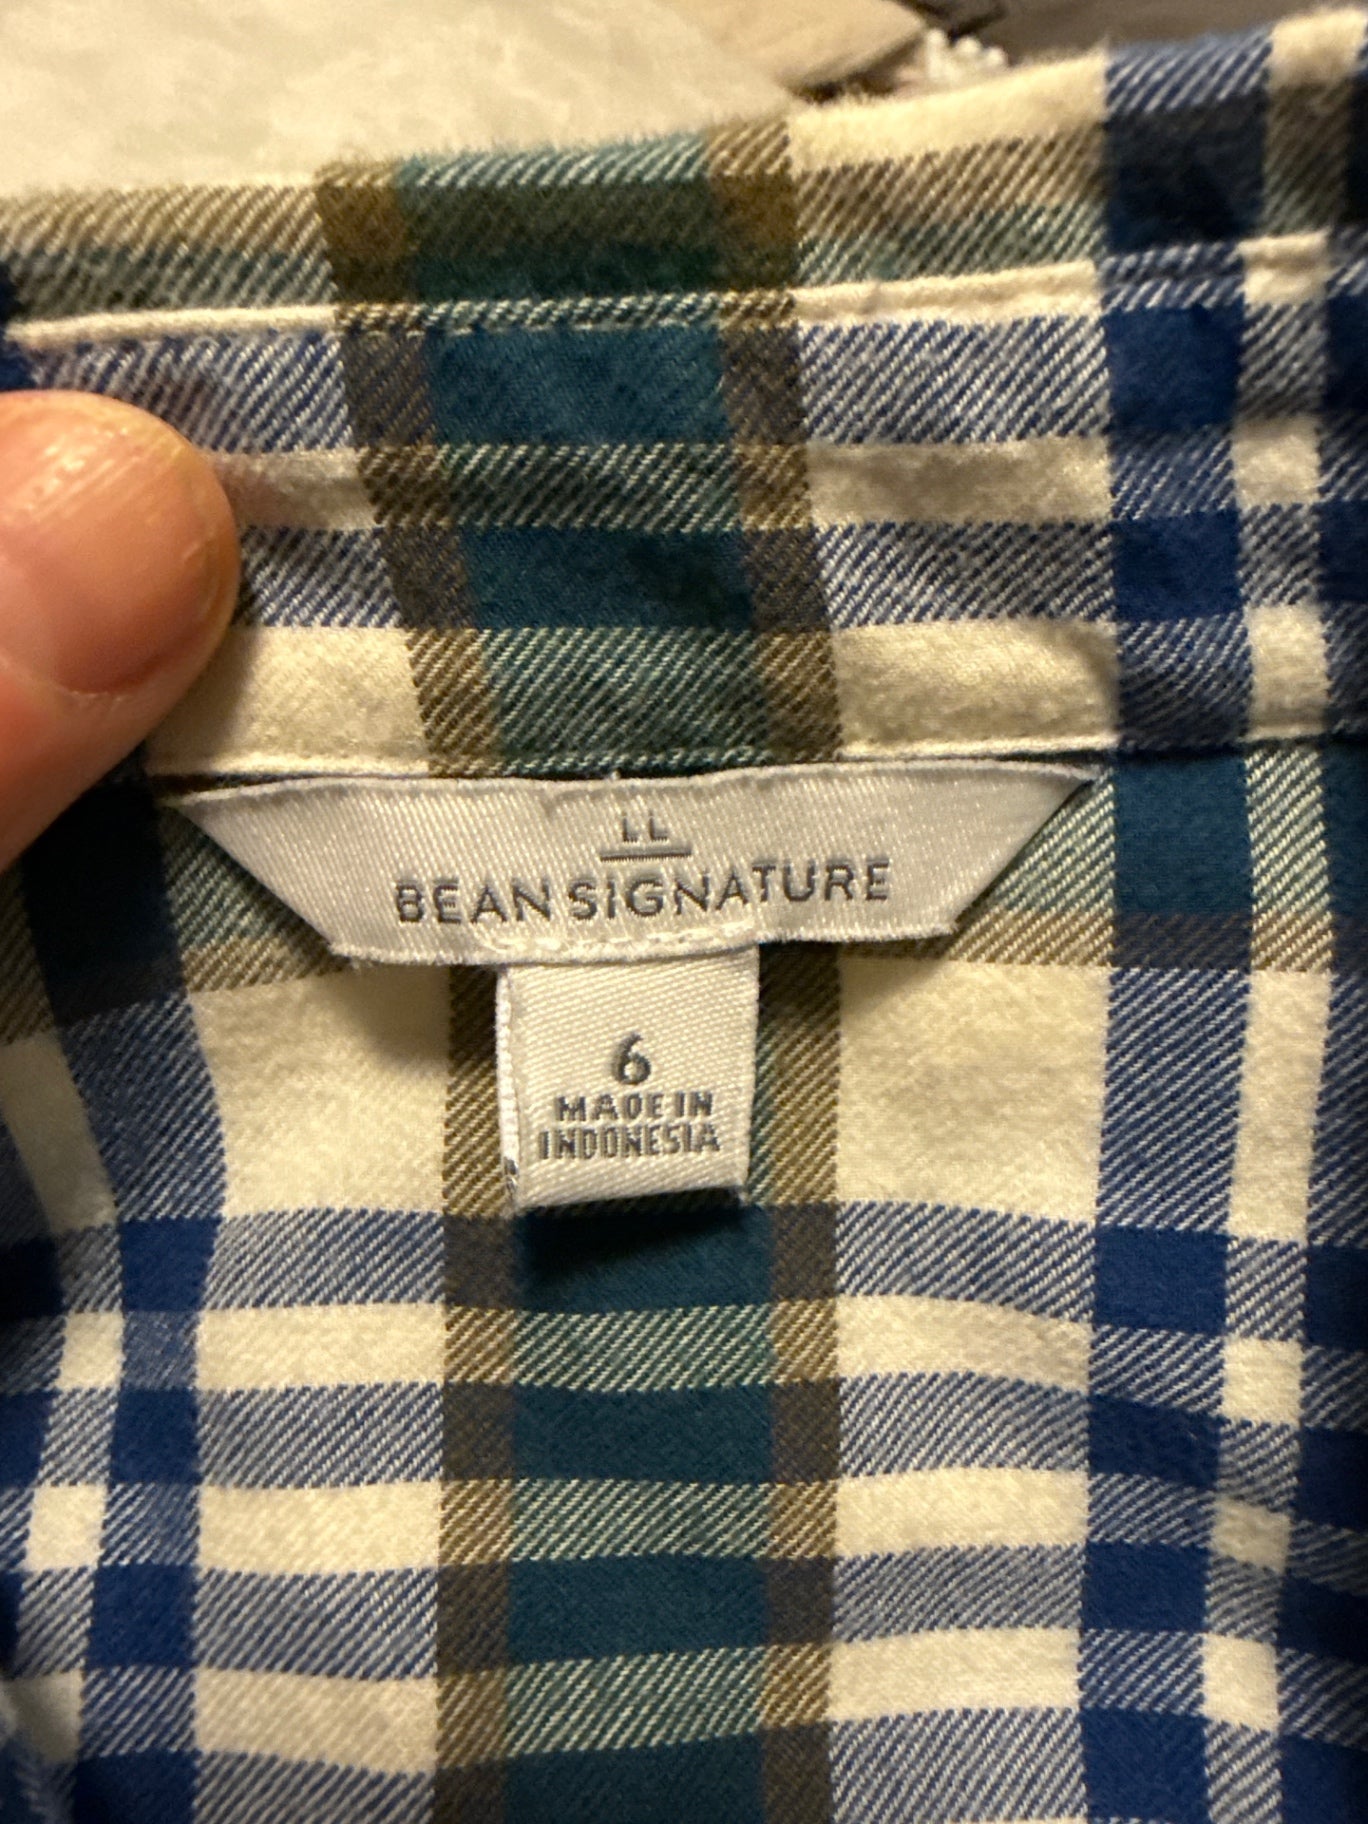 LL
BEAN SIGNATURE
6
MADE IN
INDONESIA